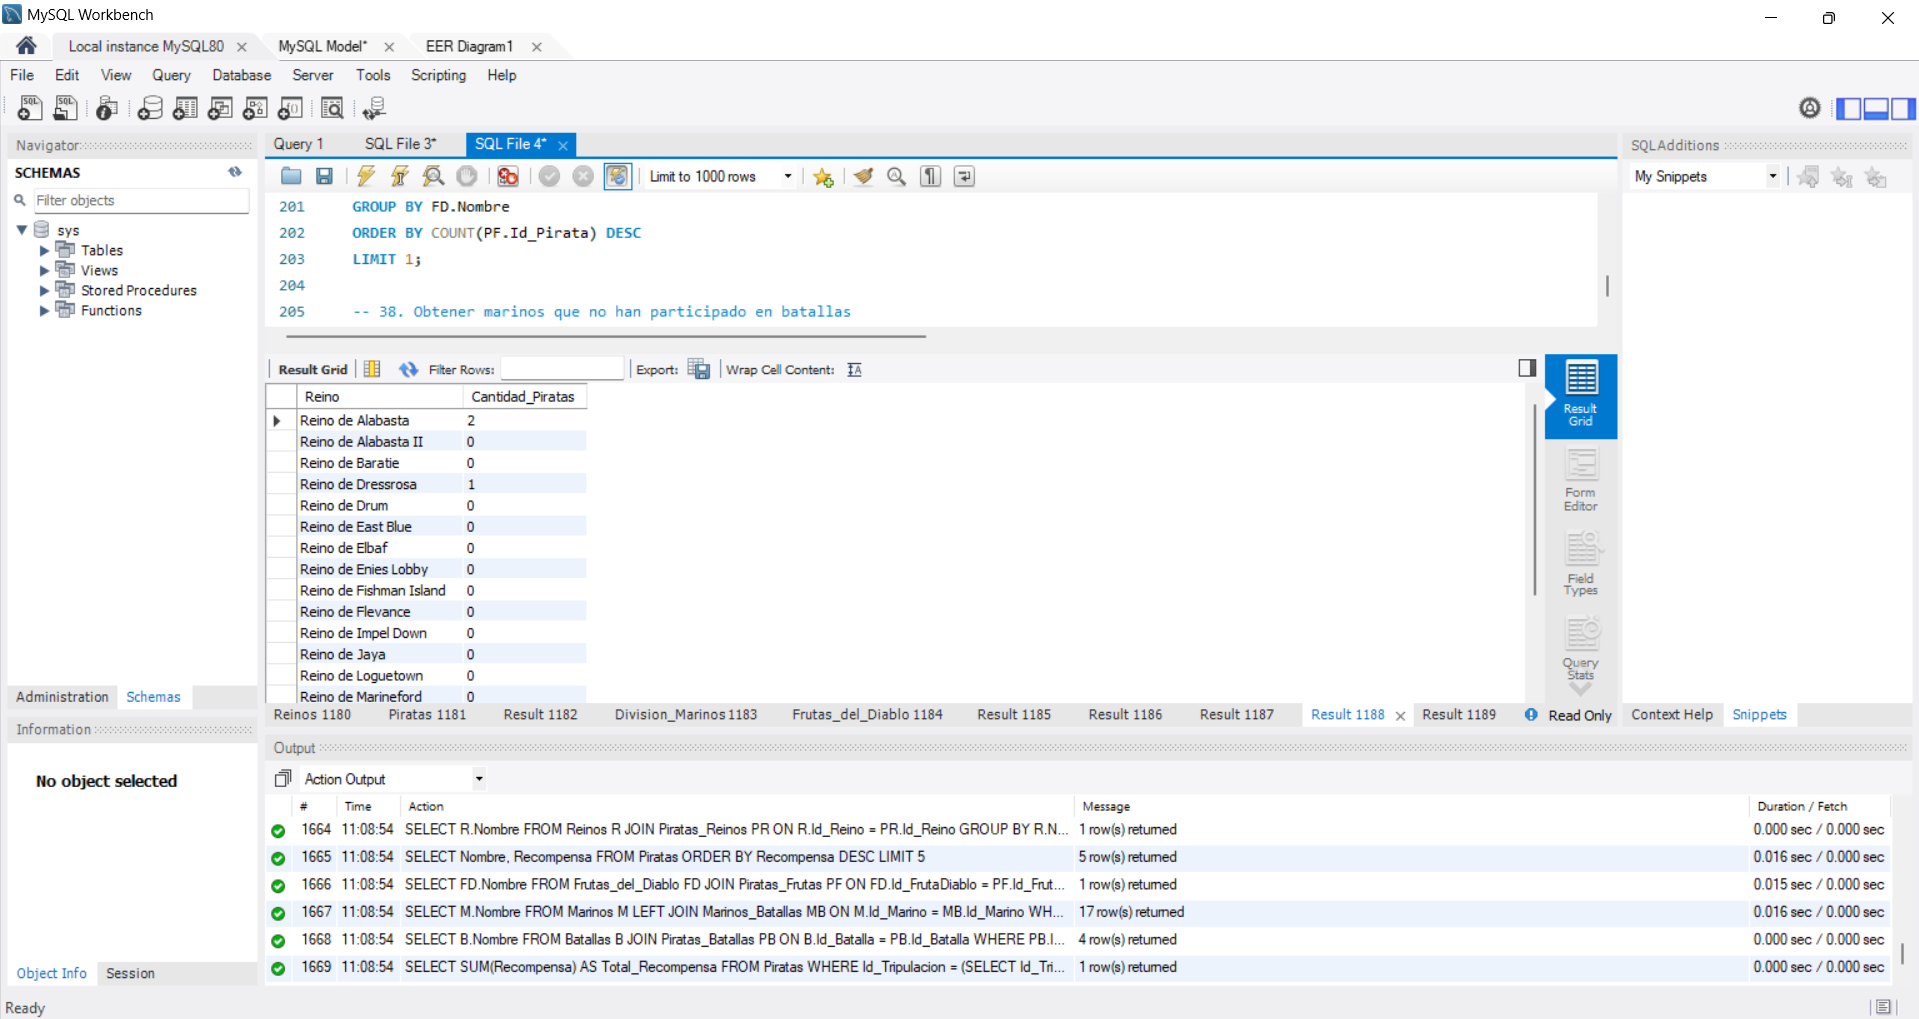 MySQL Workbench
Local instance MySQL80 MySQL Model* EER Diagram1
File Edit View Query Database Server Tools Scripting Help
Navigator
SCHEMAS
Filter objects
sys
Tables
Views
Stored Procedures
Functions
Administration Schemas
Information
No object selected
Object Info Session
Ready
Query 1 SQL File 3* SQL File 4*
Limit to 1000 rows
201 GROUP BY FD.Nombre
202 ORDER BY COUNT(PF.Id_Pirata) DESC
203 LIMIT 1;
204
205 -- 38. Obtener marinos que no han participado en batallas
Result Grid Filter Rows: Export: Wrap Cell Content:
Reino Cantidad_Piratas
Reino de Alabasta 2
Reino de Alabasta II 0
Reino de Baratie 0
Reino de Dressrosa 1
Reino de Drum 0
Reino de East Blue 0
Reino de Elbaf 0
Reino de Enies Lobby 0
Reino de Fishman Island 0
Reino de Flevance 0
Reino de Impel Down 0
Reino de Jaya 0
Reino de Loguetown 0
Reino de Marineford 0
Result Grid
Form Editor
Field Types
Query Stats
Reinos 1180 Piratas 1181 Result 1182 Division_Marinos 1183 Frutas_del_Diablo 1184 Result 1185 Result 1186 Result 1187 Result 1188 Result 1189 Read Only
SQLAdditions
My Snippets
Context Help Snippets
Output
Action Output
# Time Action Message Duration / Fetch
1664 11:08:54 SELECT R.Nombre FROM Reinos R JOIN Piratas_Reinos PR ON R.Id_Reino = PR.Id_Reino GROUP BY R.N... 1 row(s) returned 0.000 sec / 0.000 sec
1665 11:08:54 SELECT Nombre, Recompensa FROM Piratas ORDER BY Recompensa DESC LIMIT 5 5 row(s) returned 0.016 sec / 0.000 sec
1666 11:08:54 SELECT FD.Nombre FROM Frutas_del_Diablo FD JOIN Piratas_Frutas PF ON FD.Id_FrutaDiablo = PF.Id_Frut... 1 row(s) returned 0.015 sec / 0.000 sec
1667 11:08:54 SELECT M.Nombre FROM Marinos M LEFT JOIN Marinos_Batallas MB ON M.Id_Marino = MB.Id_Marino WH... 17 row(s) returned 0.016 sec / 0.000 sec
1668 11:08:54 SELECT B.Nombre FROM Batallas B JOIN Piratas_Batallas PB ON B.Id_Batalla = PB.Id_Batalla WHERE PB.I... 4 row(s) returned 0.000 sec / 0.000 sec
1669 11:08:54 SELECT SUM(Recompensa) AS Total_Recompensa FROM Piratas WHERE Id_Tripulacion = (SELECT Id_Tri... 1 row(s) returned 0.000 sec / 0.000 sec